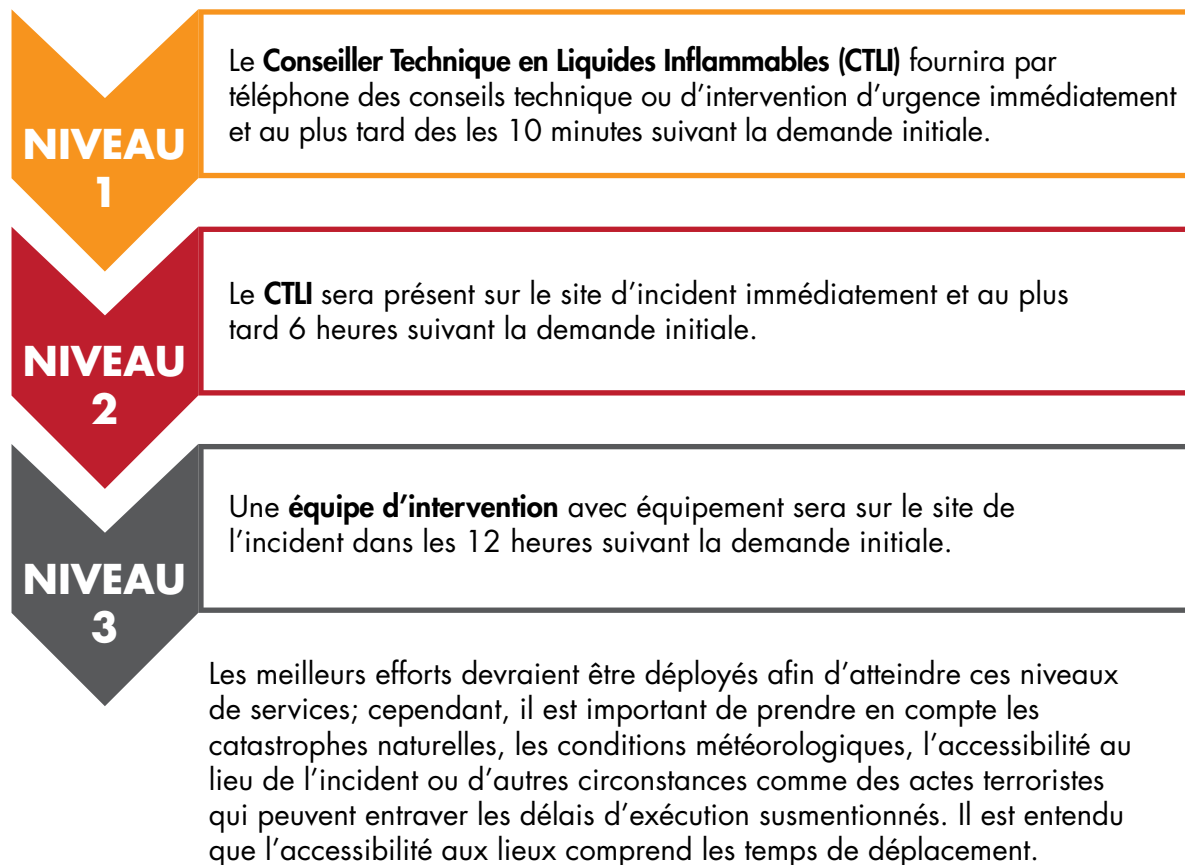 NIVEAU
1
Le Conseiller Technique en Liquides Inflammables (CTLI) fournira par
téléphone des conseils technique ou d’intervention d’urgence immédiatement
et au plus tard des les 10 minutes suivant la demande initiale.
NIVEAU
2
Le CTLI sera présent sur le site d’incident immédiatement et au plus
tard 6 heures suivant la demande initiale.
NIVEAU
3
Une équipe d’intervention avec équipement sera sur le site de
l’incident dans les 12 heures suivant la demande initiale.
Les meilleurs efforts devraient être déployés afin d’atteindre ces niveaux
de services; cependant, il est important de prendre en compte les
catastrophes naturelles, les conditions météorologiques, l’accessibilité au
lieu de l’incident ou d’autres circonstances comme des actes terroristes
qui peuvent entraver les délais d’exécution susmentionnés. Il est entendu
que l’accessibilité aux lieux comprend les temps de déplacement.